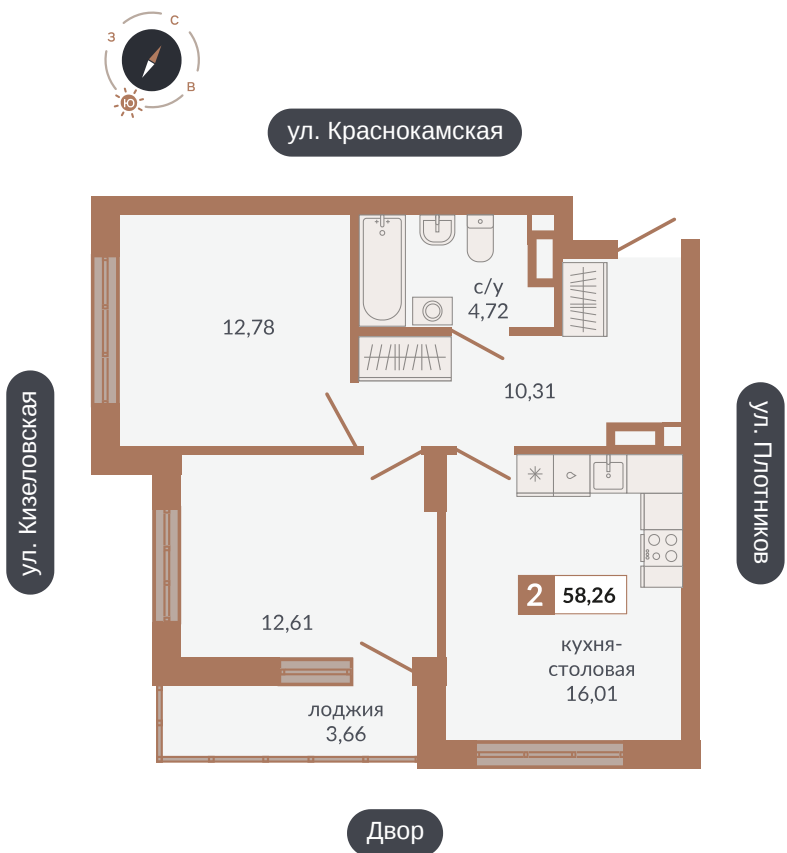 С
З
В
Ю
ул. Краснокамская
с/у
4,72
12,78
10,31
ул. Кизеловская
ул. Плотников
2 58,26
12,61
кухня-
столовая
16,01
лоджия
3,66
Двор